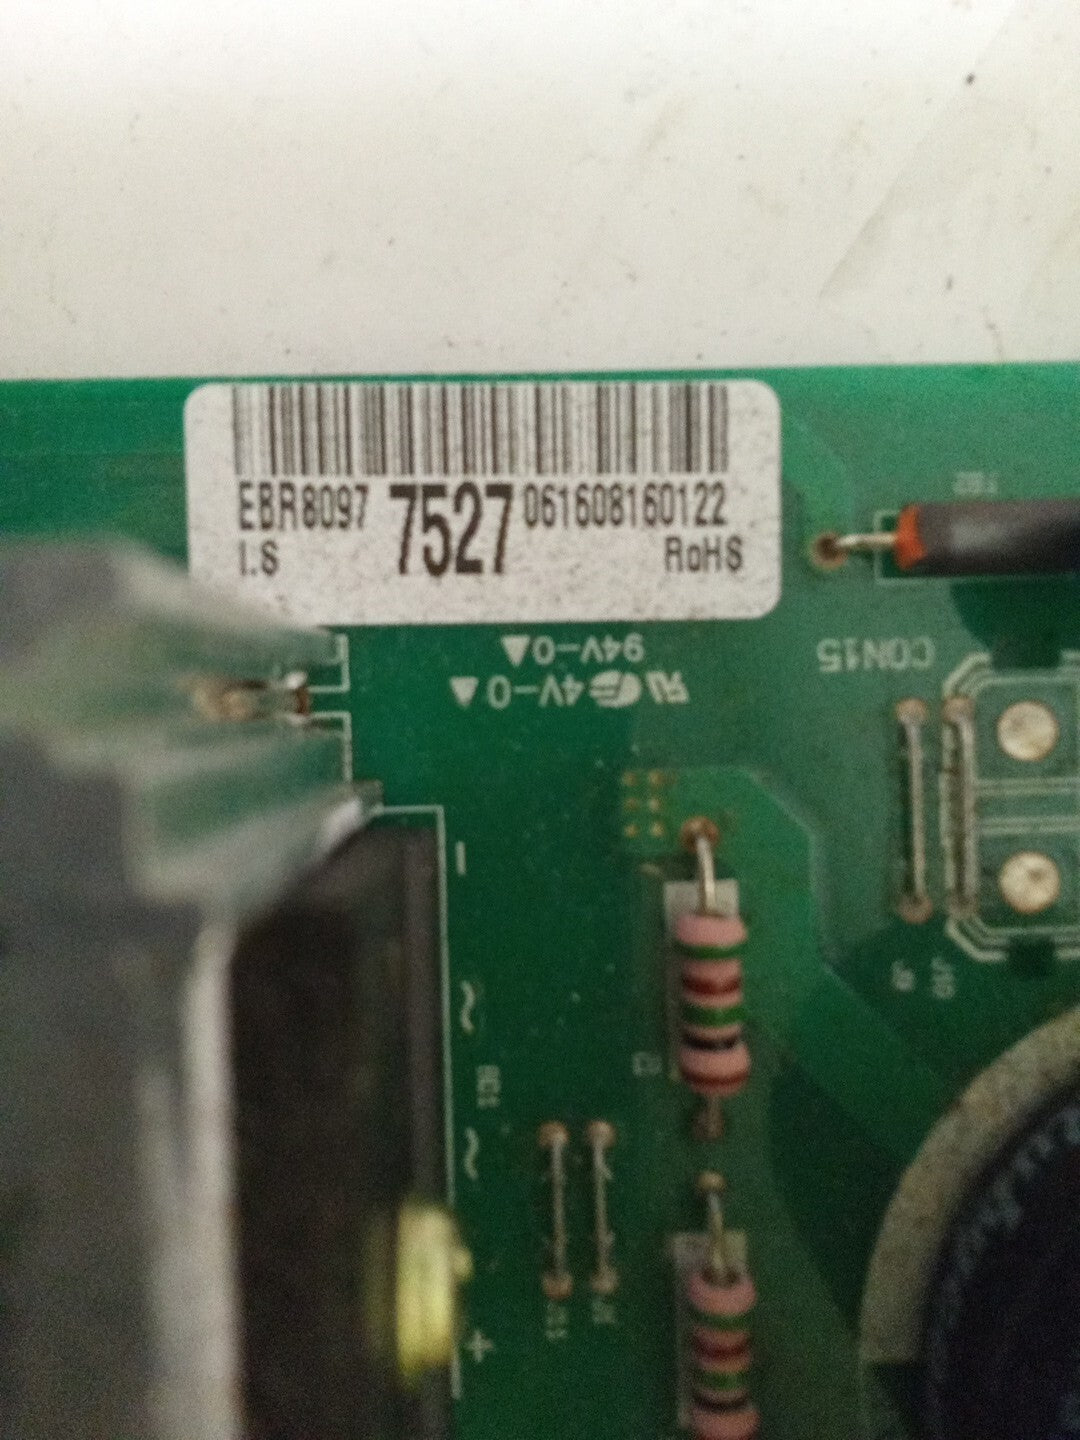 EBR8097 7527 061608160122
I.S RoHS
94V-0
4V-0
CON15